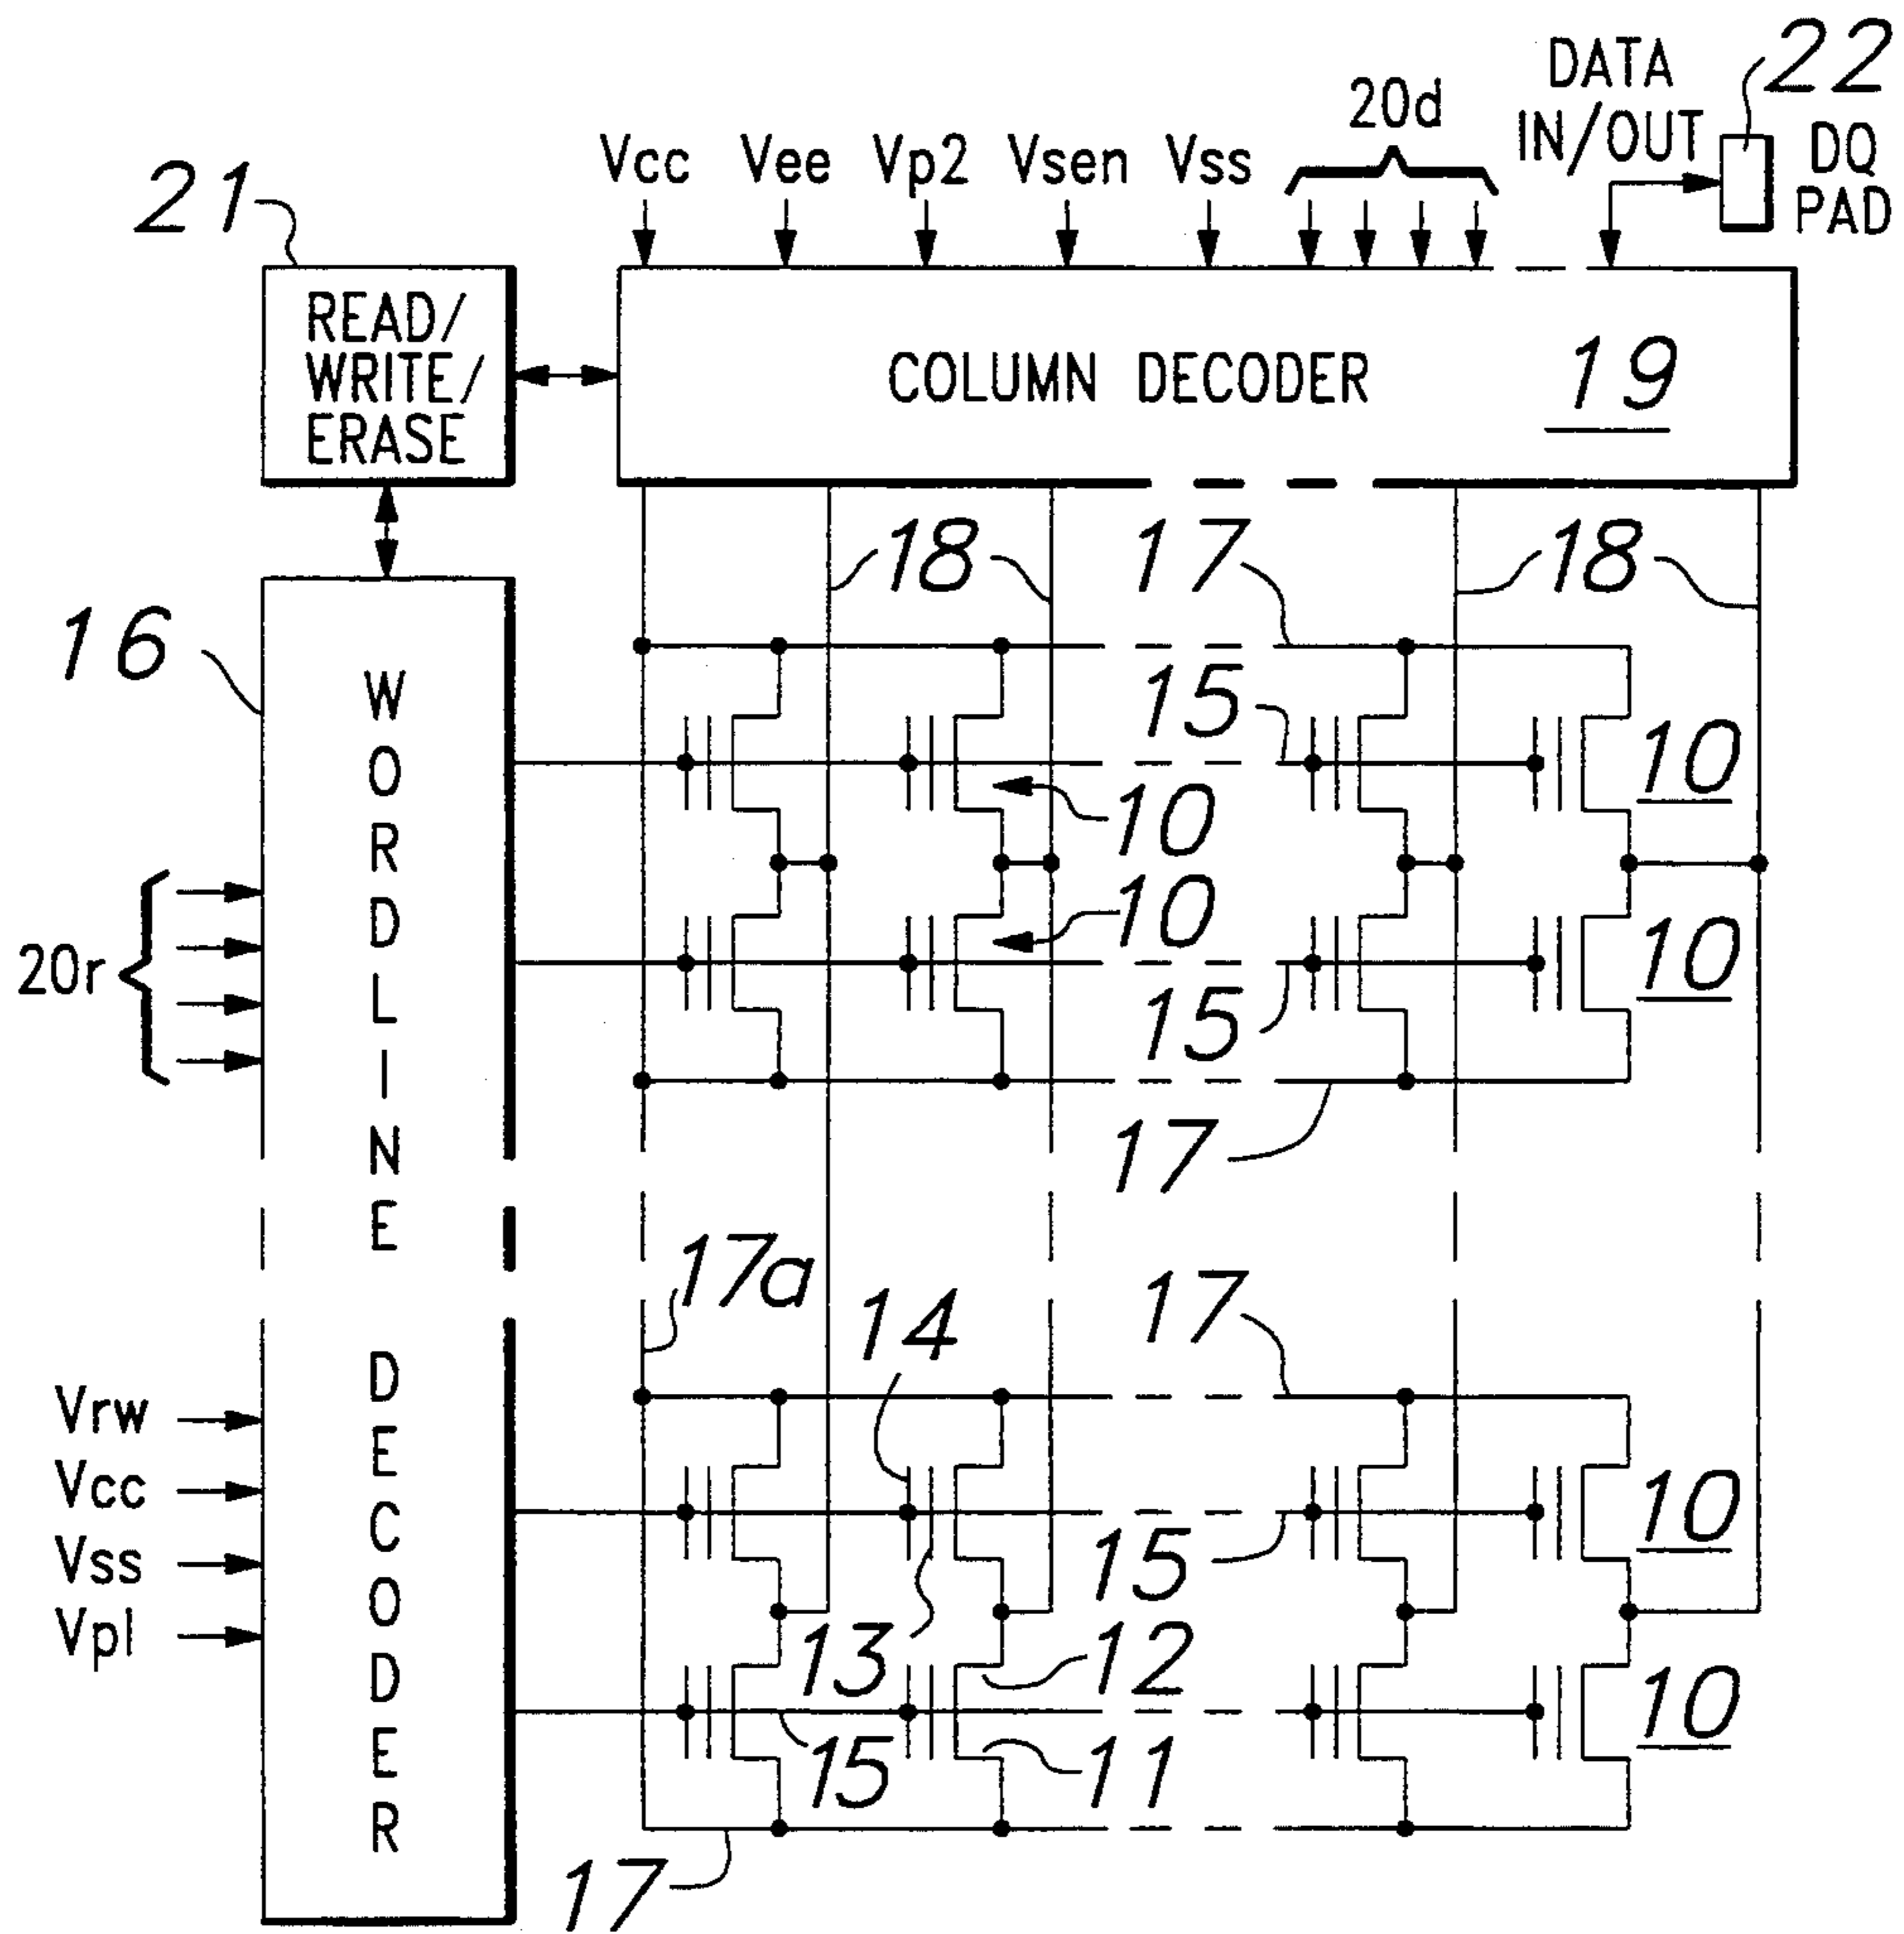 22
DATA
IN/OUT
DQ
PAD
20d
Vcc Vee Vp2 Vsen Vss
21
READ/
WRITE/
ERASE
COLUMN DECODER
19
18
17
18
16
WORDLINE DECODER
15
10
10
10
10
20r
15
17
17a
14
17
Vrw
Vcc
Vss
Vpl
15
10
13
12
10
15
11
17